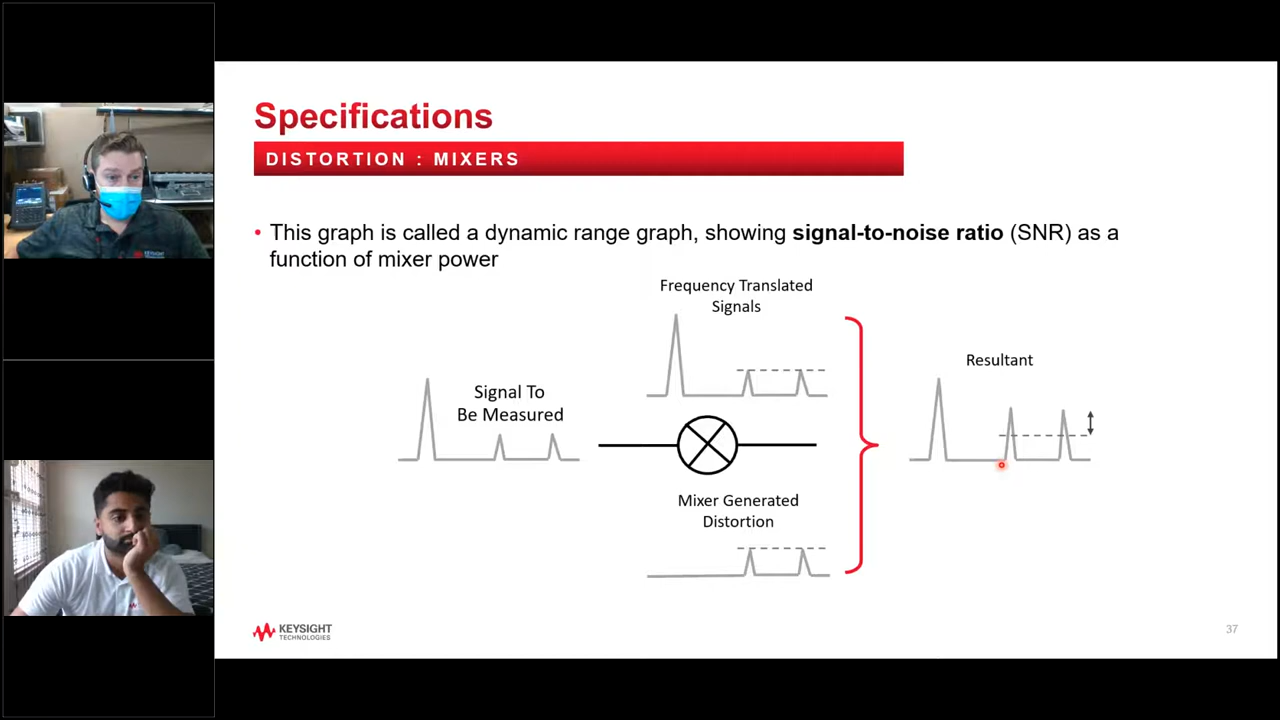 Specifications
DISTORTION : MIXERS
• This graph is called a dynamic range graph, showing signal-to-noise ratio (SNR) as a
function of mixer power
Frequency Translated
Signals
Signal To
Be Measured
Mixer Generated
Distortion
Resultant
KEYSIGHT
TECHNOLOGIES
37